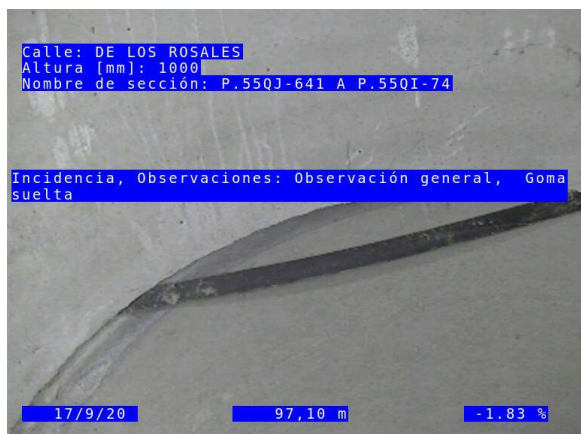 Calle: DE LOS ROSALES
Altura [mm]: 1000
Nombre de sección: P.55QJ-641 A P.55QI-74
Incidencia, Observaciones: Observación general, Goma
suelta
17/9/20 97,10 m -1.83 %